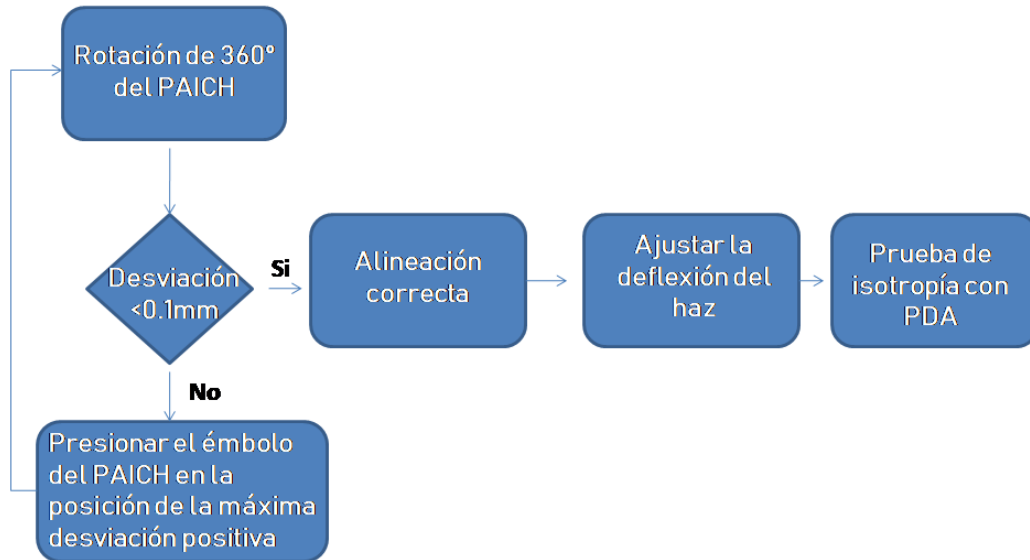 Rotación de 360º
del PAICH
Desviación
<0.1mm
Si
Alineación
correcta
Ajustar la
deflexión del
haz
Prueba de
isotropía con
PDA
No
Presionar el émbolo
del PAICH en la
posición de la máxima
desviación positiva